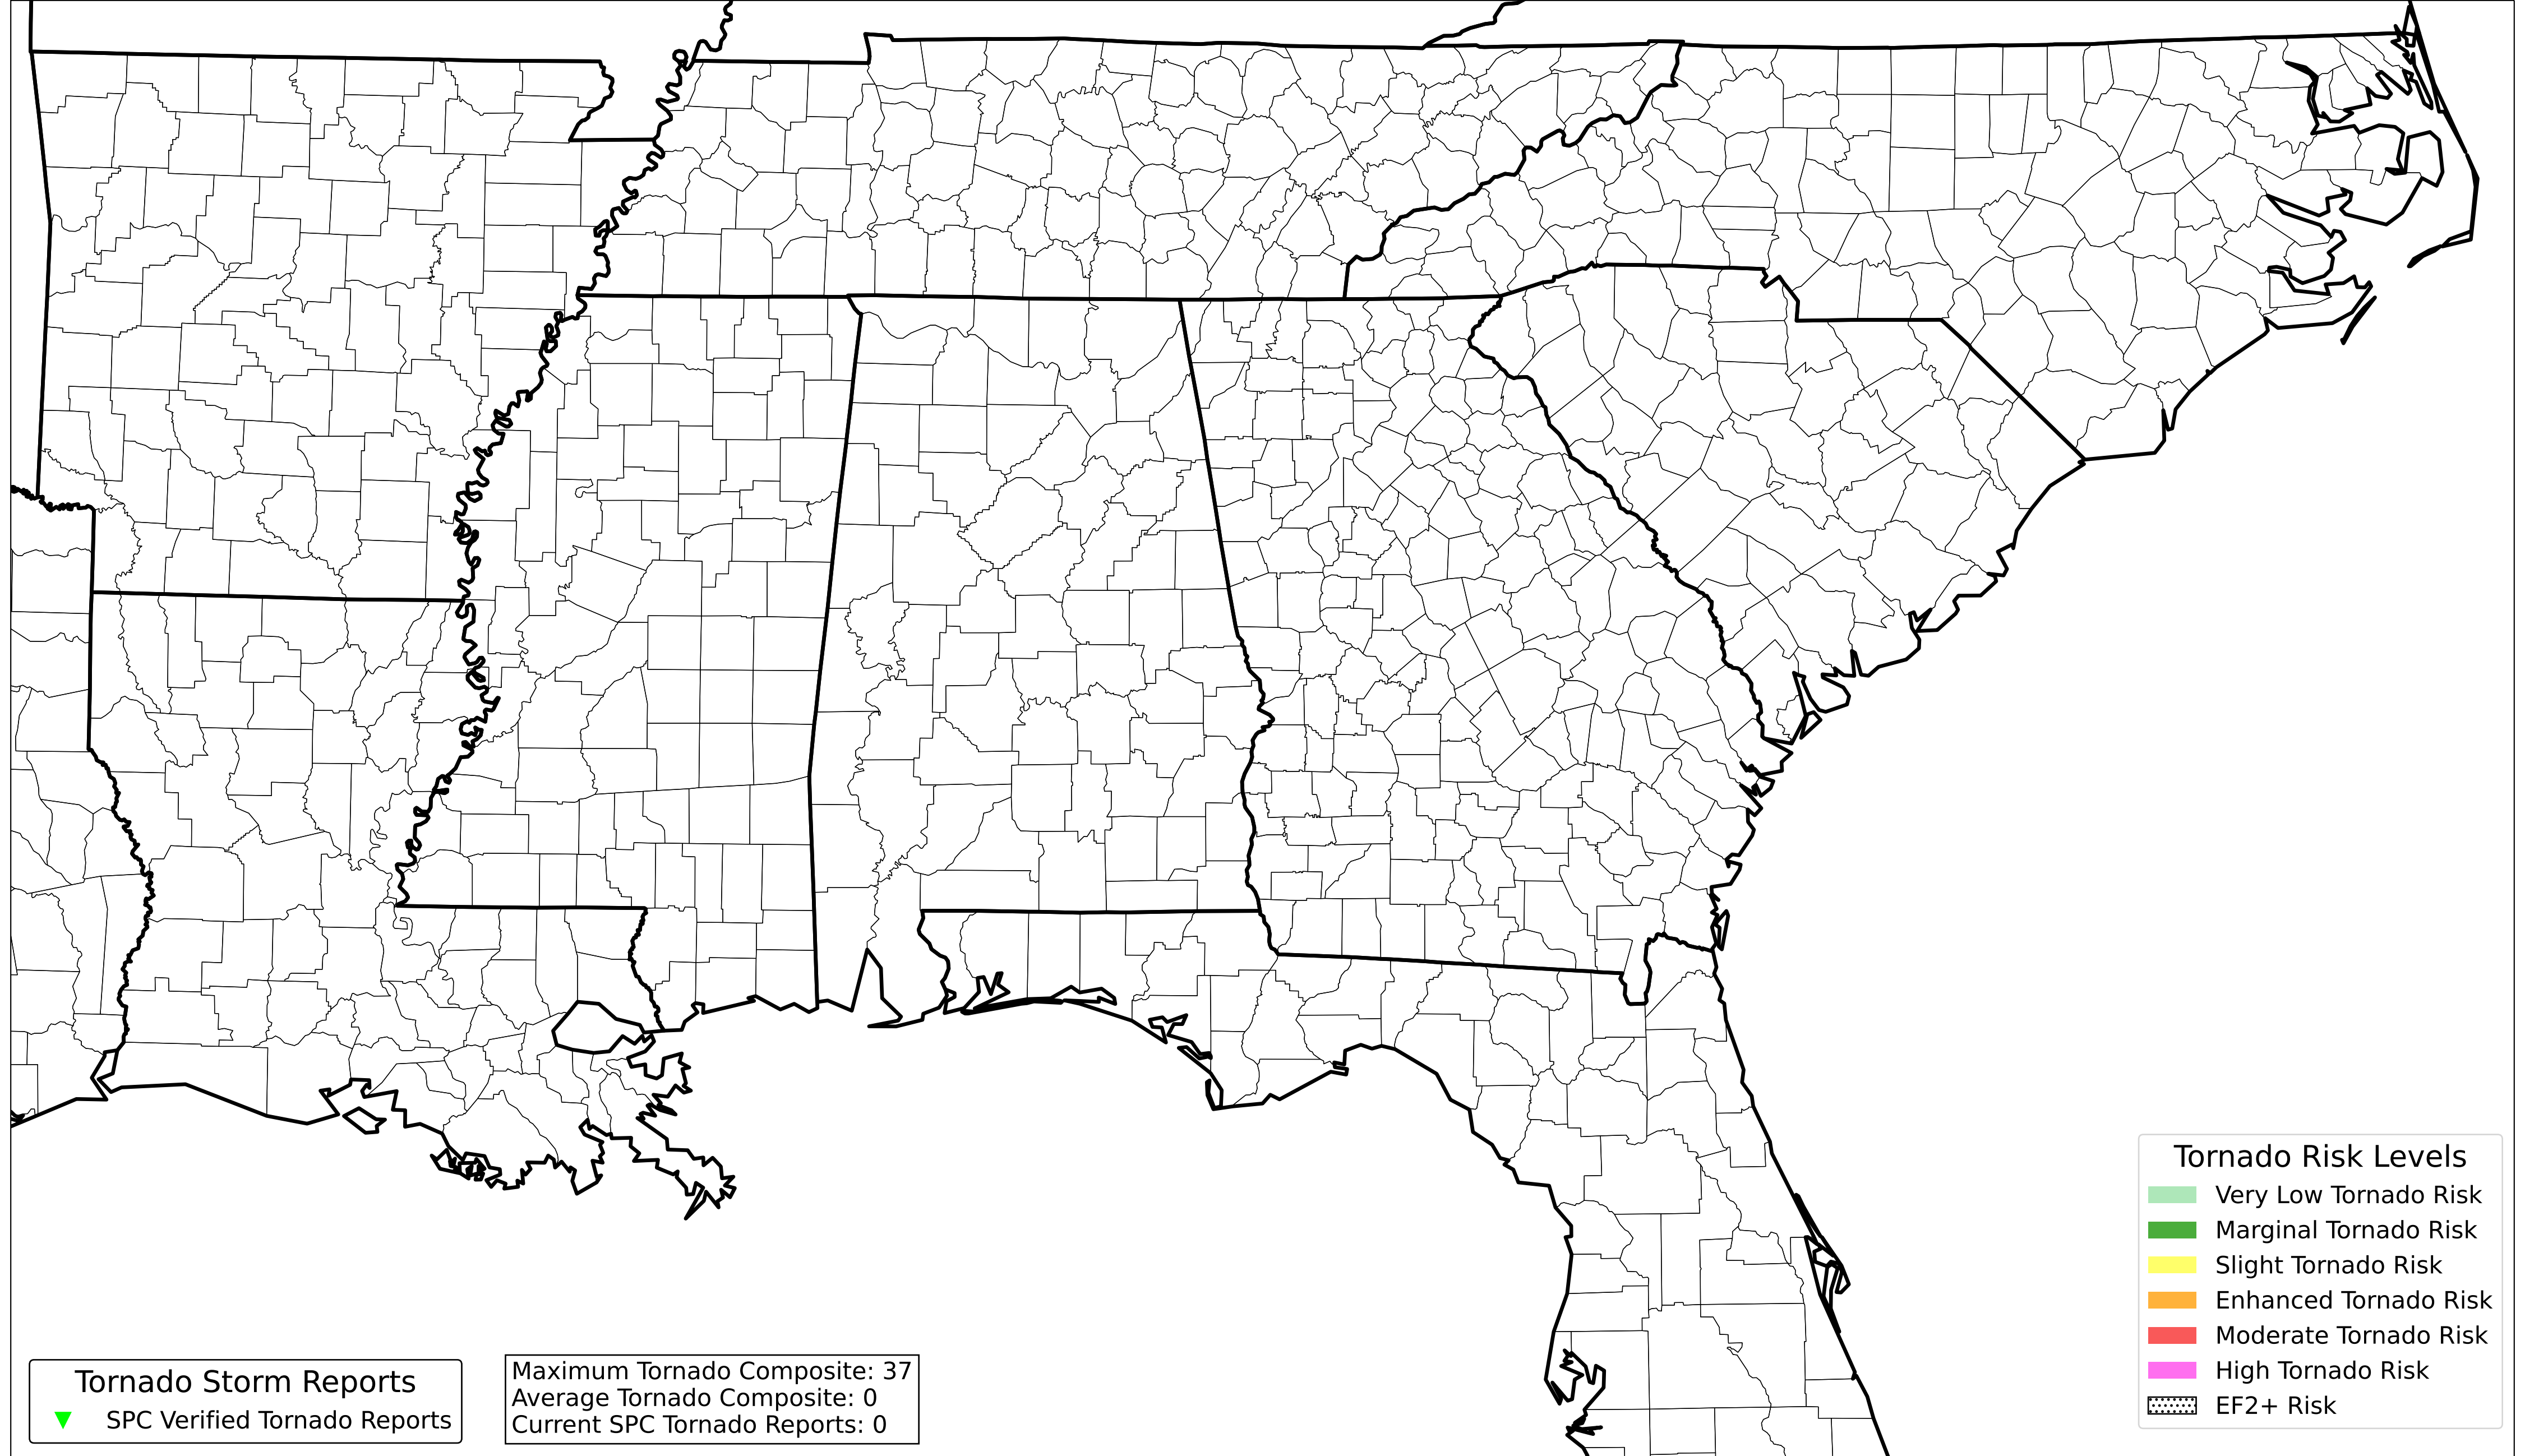 Tornado Risk Levels
Very Low Tornado Risk
Marginal Tornado Risk
Slight Tornado Risk
Enhanced Tornado Risk
Moderate Tornado Risk
High Tornado Risk
EF2+ Risk
Tornado Storm Reports
SPC Verified Tornado Reports
Maximum Tornado Composite: 37
Average Tornado Composite: 0
Current SPC Tornado Reports: 0